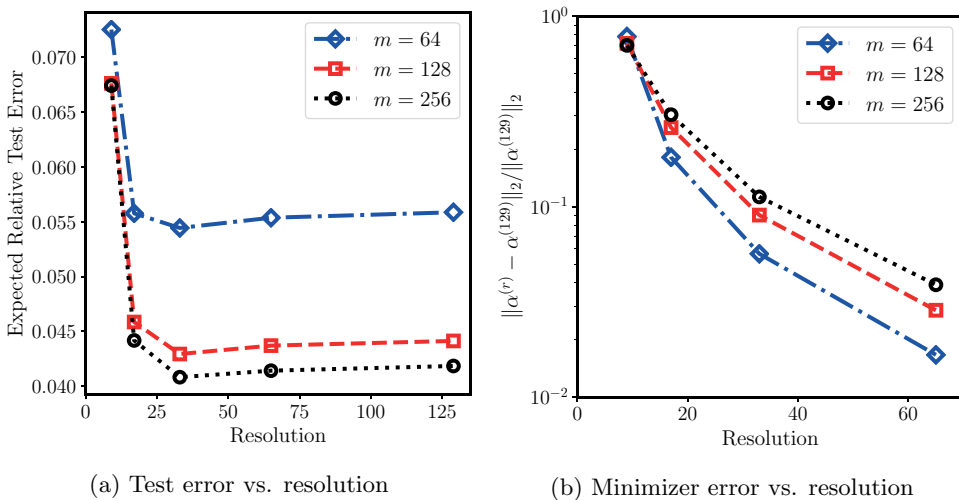 m = 64
m = 128
m = 256
Expected Relative Test Error
0.070
0.065
0.060
0.055
0.050
0.045
0.040
0 25 50 75 100 125
Resolution
(a) Test error vs. resolution
m = 64
m = 128
m = 256
‖α^(r) − α^(129)‖₂/‖α^(129)‖₂
10^0
10^−1
10^−2
0 20 40 60
Resolution
(b) Minimizer error vs. resolution